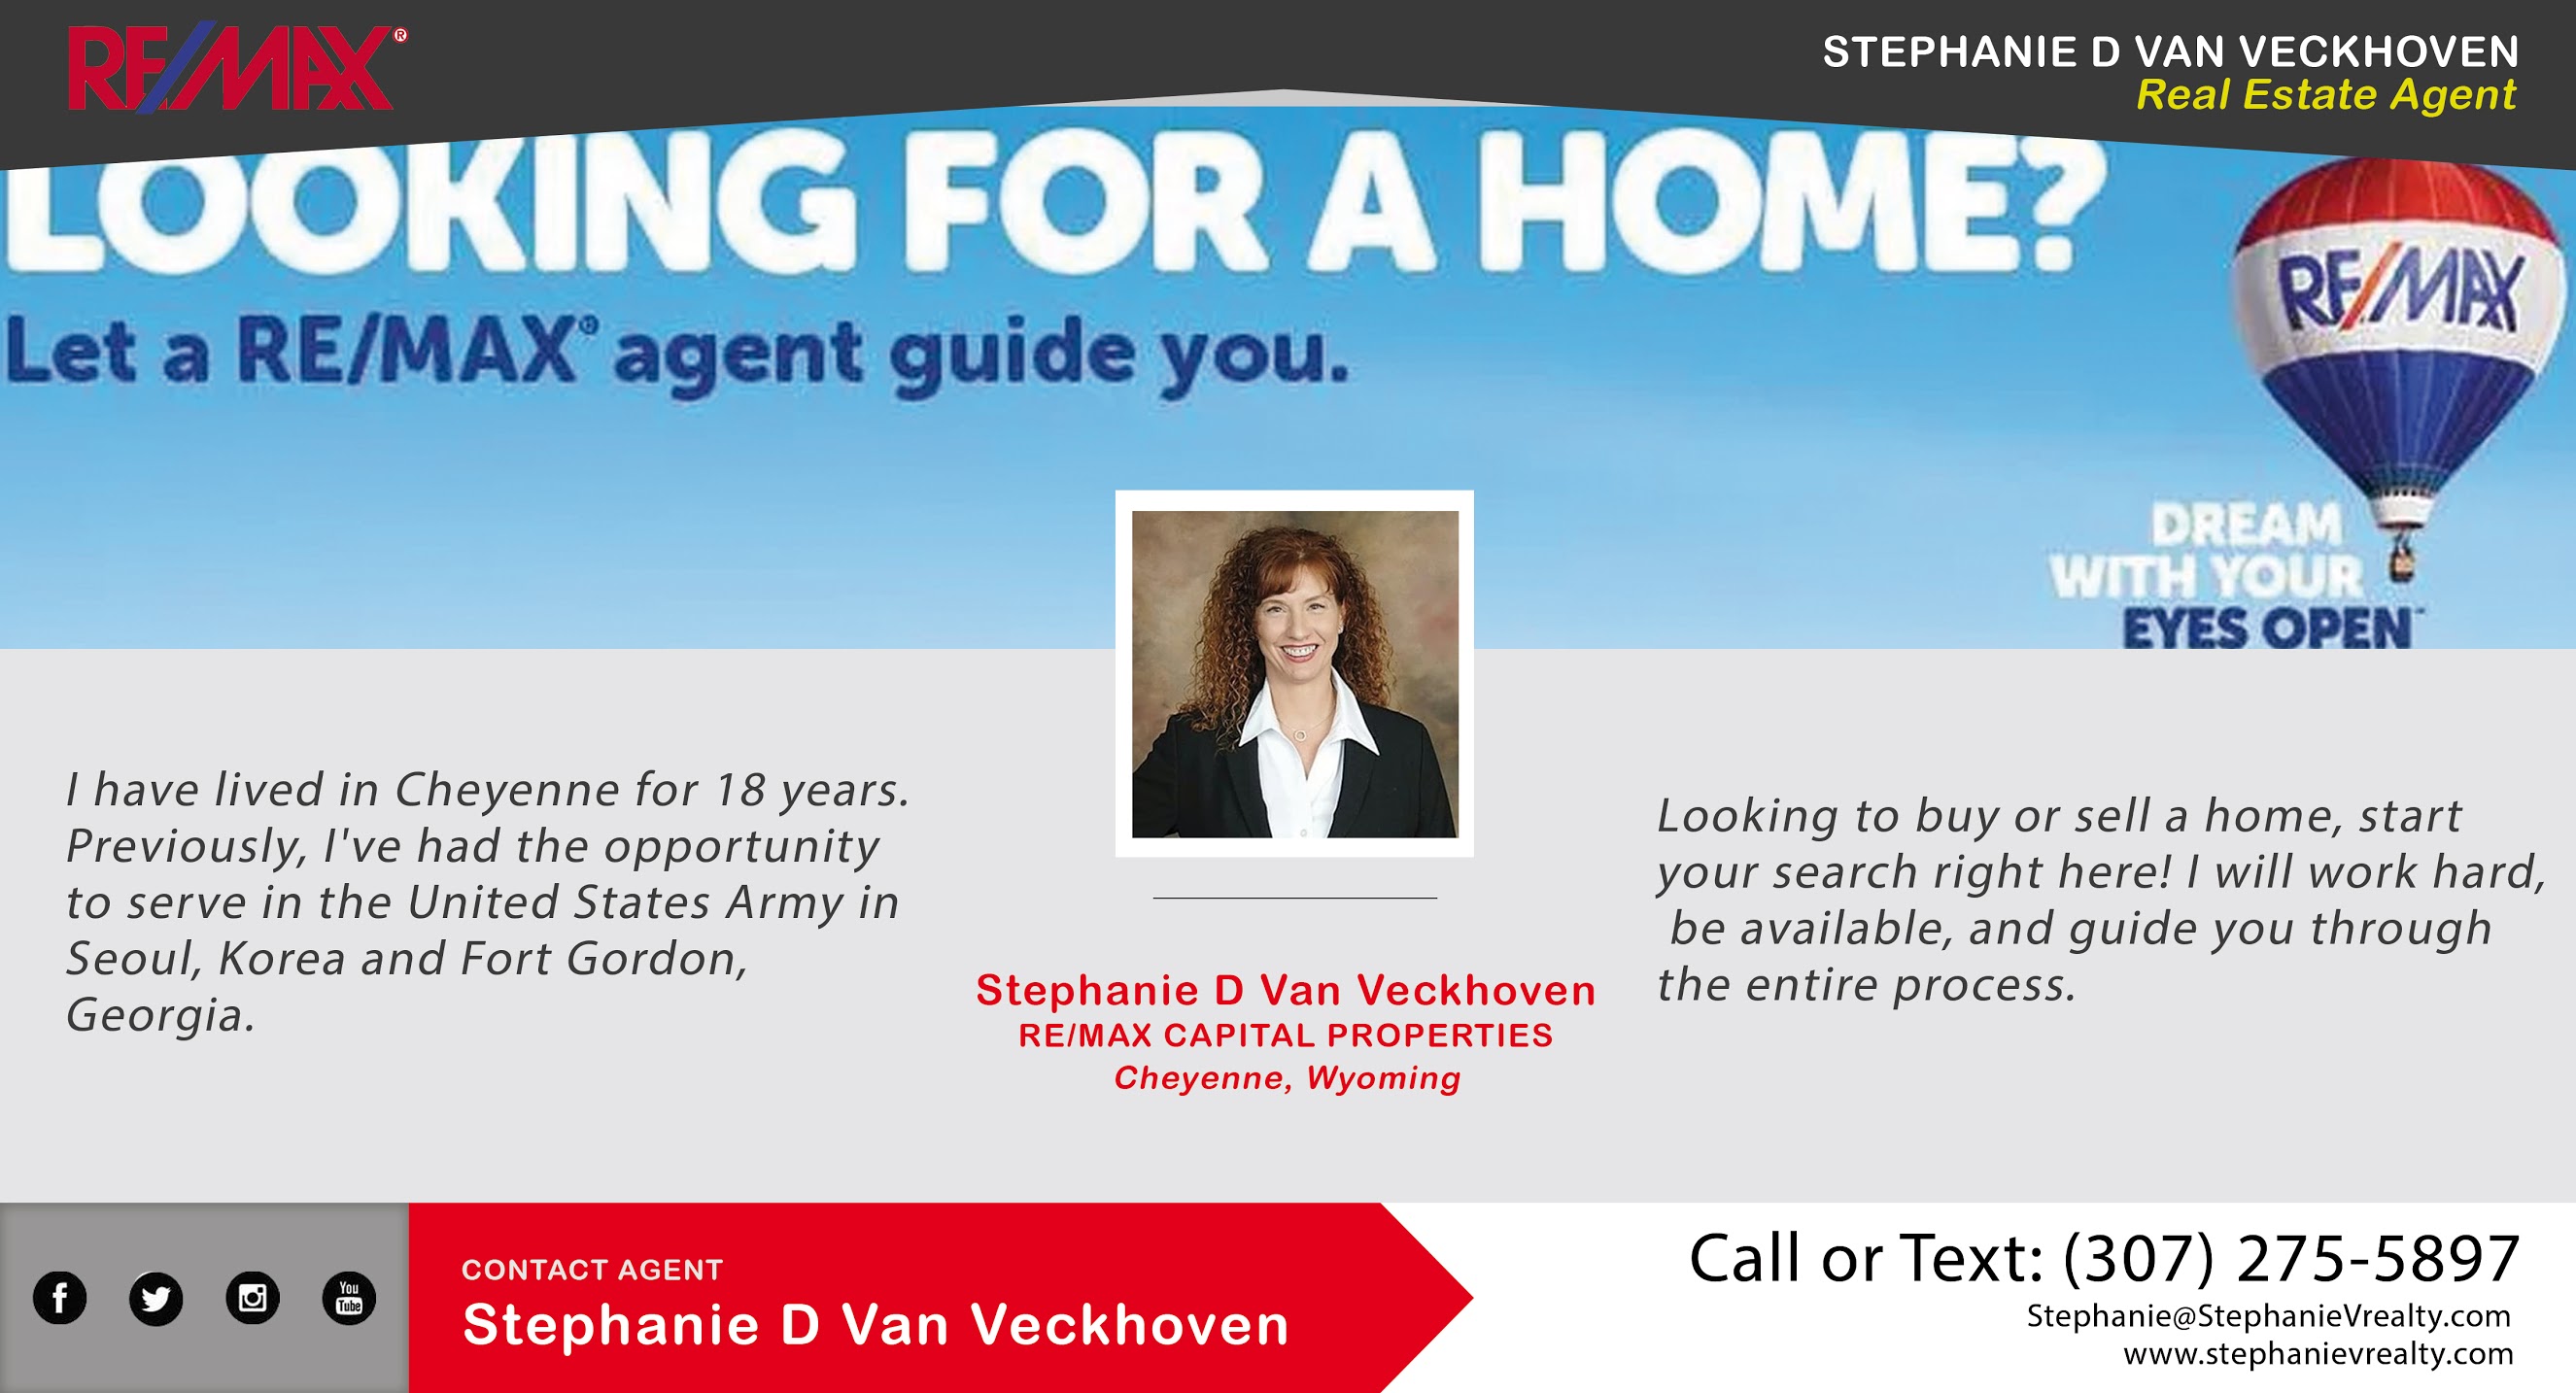 RE/MAX®
STEPHANIE D VAN VECKHOVEN
Real Estate Agent
LOOKING FOR A HOME?
Let a RE/MAX® agent guide you.
RE/MAX
DREAM
WITH YOUR
EYES OPEN™
I have lived in Cheyenne for 18 years.
Previously, I've had the opportunity
to serve in the United States Army in
Seoul, Korea and Fort Gordon,
Georgia.
Stephanie D Van Veckhoven
RE/MAX CAPITAL PROPERTIES
Cheyenne, Wyoming
Looking to buy or sell a home, start
your search right here! I will work hard,
be available, and guide you through
the entire process.
You
Tube
CONTACT AGENT
Stephanie D Van Veckhoven
Call or Text: (307) 275-5897
Stephanie@StephanieVrealty.com
www.stephanievrealty.com